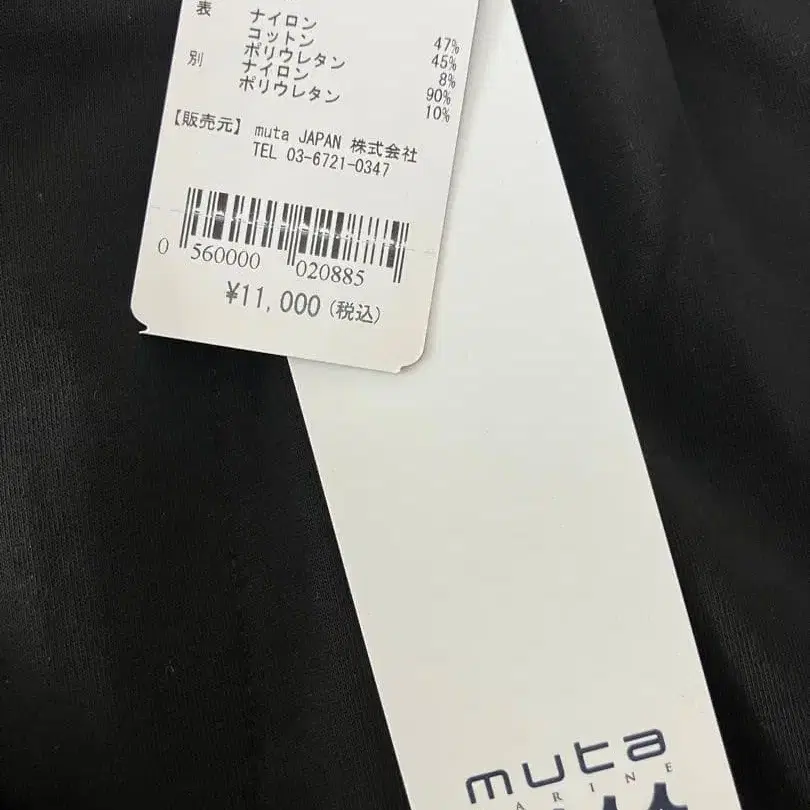 表 ナイロン 47%
コットン 45%
ポリウレタン 8%
別 ナイロン 90%
ポリウレタン 10%
【販売元】 muta JAPAN 株式会社
TEL 03-6721-0347
0 560000 020885
¥11,000(税込)
muta
ARINE